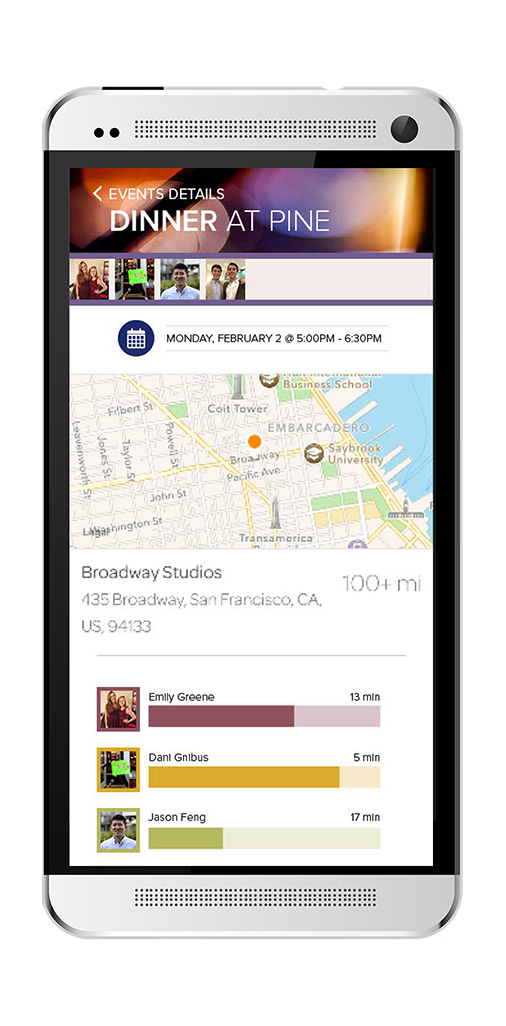 EVENTS DETAILS
DINNER AT PINE
MONDAY, FEBRUARY 2 @ 5:00PM - 6:30PM
International
Business School
Filbert St
Coit Tower
Leavenworth St
Jones St
Taylor St
Powell St
EMBARCADERO
Broadway
Saybrook
University
Pacific Ave
John St
Washington St
Legal
Transamerica
Broadway Studios
100+ mi
435 Broadway, San Francisco, CA,
US, 94133
Emily Greene
13 min
Dani Gnibus
5 min
Jason Feng
17 min